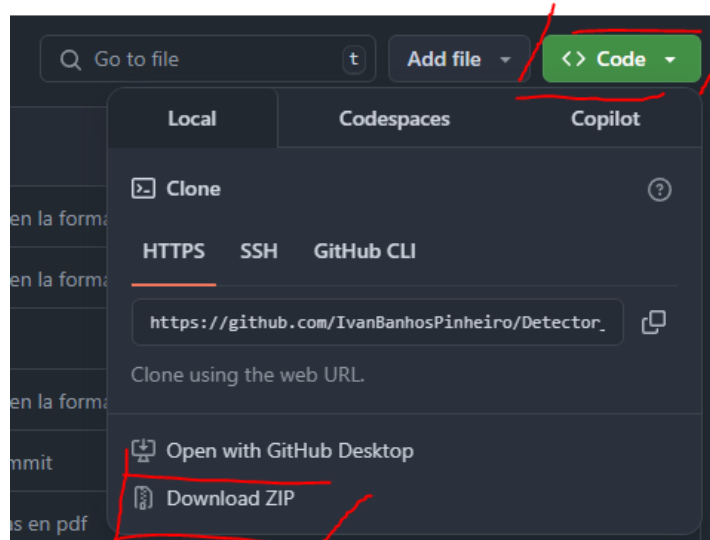 Go to file t Add file <> Code
Local Codespaces Copilot
Clone
en la forma
HTTPS SSH GitHub CLI
en la forma
https://github.com/IvanBanhosPinheiro/Detector_
Clone using the web URL.
en la forma
Open with GitHub Desktop
mmit
Download ZIP
s en pdf